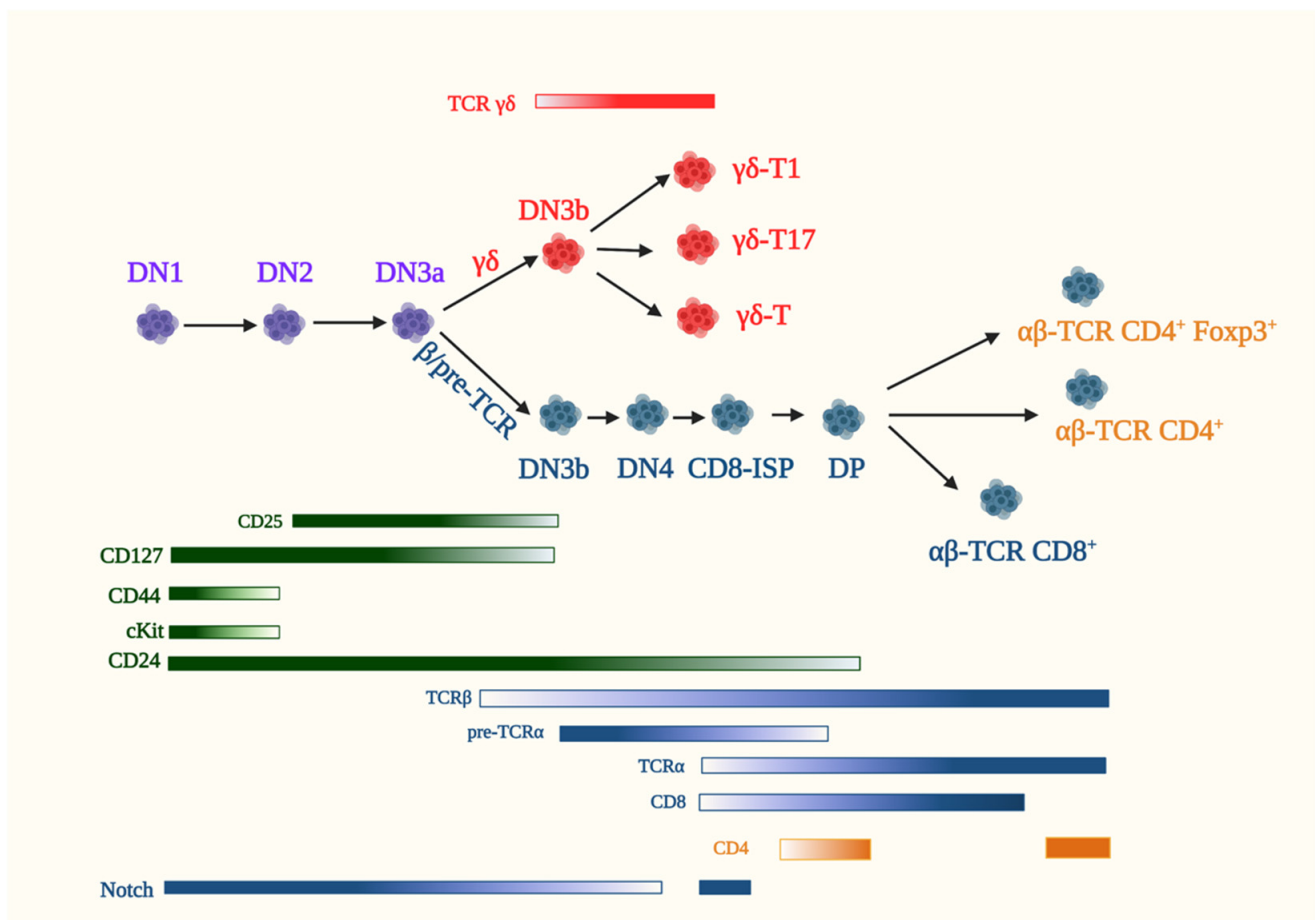 TCR γδ
γδ-T1
DN3b
γδ-T17
γδ
DN1
DN2
DN3a
γδ-T
αβ-TCR CD4⁺ Foxp3⁺
β/pre-TCR
αβ-TCR CD4⁺
DN3b
DN4
CD8-ISP
DP
CD25
αβ-TCR CD8⁺
CD127
CD44
cKit
CD24
TCRβ
pre-TCRα
TCRα
CD8
CD4
Notch